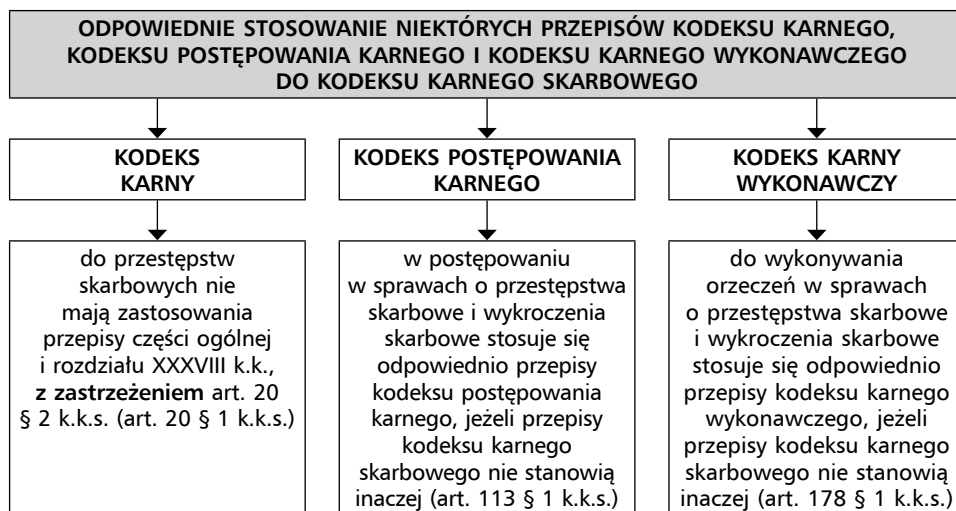 ODPOWIEDNIE STOSOWANIE NIEKTÓRYCH PRZEPISÓW KODEKSU KARNEGO,
KODEKSU POSTĘPOWANIA KARNEGO I KODEKSU KARNEGO WYKONAWCZEGO
DO KODEKSU KARNEGO SKARBOWEGO
KODEKS
KARNY
do przestępstw
skarbowych nie
mają zastosowania
przepisy części ogólnej
i rozdziału XXXVIII k.k.,
z zastrzeżeniem art. 20
§ 2 k.k.s. (art. 20 § 1 k.k.s.)
KODEKS POSTĘPOWANIA
KARNEGO
w postępowaniu
w sprawach o przestępstwa
skarbowe i wykroczenia
skarbowe stosuje się
odpowiednio przepisy
kodeksu postępowania
karnego, jeżeli przepisy
kodeksu karnego
skarbowego nie stanowią
inaczej (art. 113 § 1 k.k.s.)
KODEKS KARNY
WYKONAWCZY
do wykonywania
orzeczeń w sprawach
o przestępstwa skarbowe
i wykroczenia skarbowe
stosuje się odpowiednio
przepisy kodeksu karnego
wykonawczego, jeżeli
przepisy kodeksu karnego
skarbowego nie stanowią
inaczej (art. 178 § 1 k.k.s.)